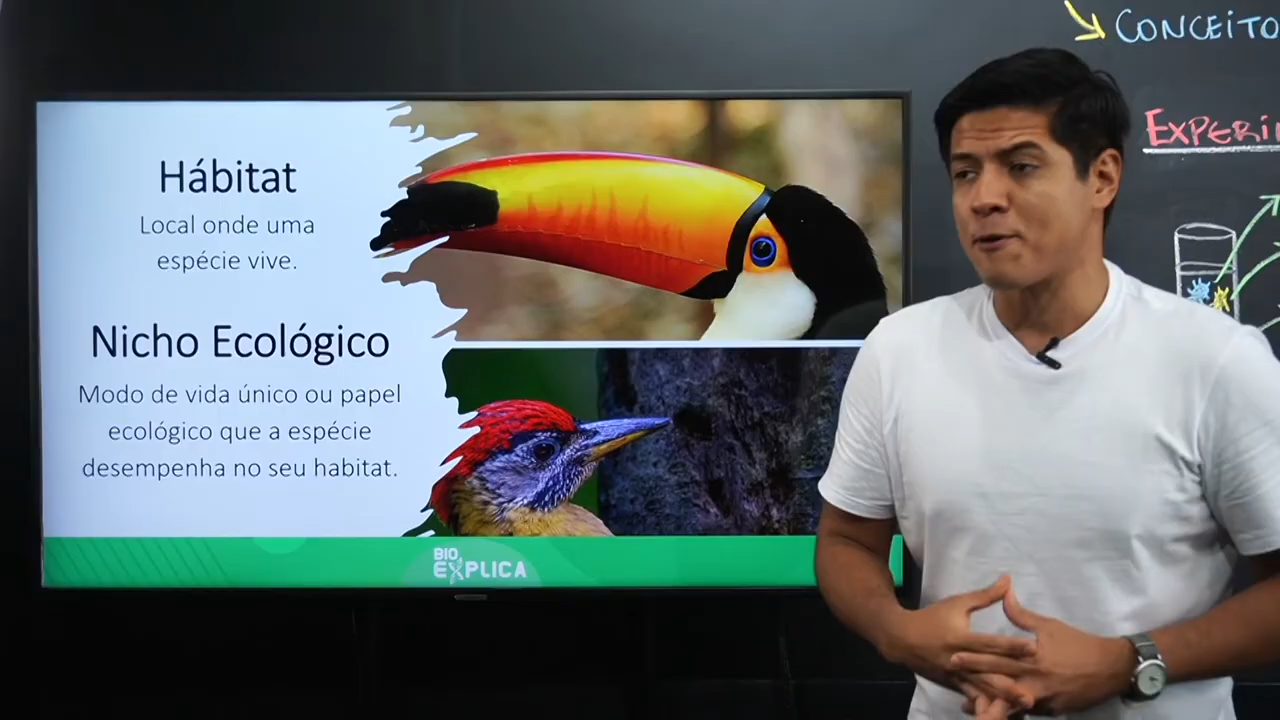 Hábitat
Local onde uma
espécie vive.
Nicho Ecológico
Modo de vida único ou papel
ecológico que a espécie
desempenha no seu habitat.
BIO
EXPLICA
CONCEITO
EXPERI